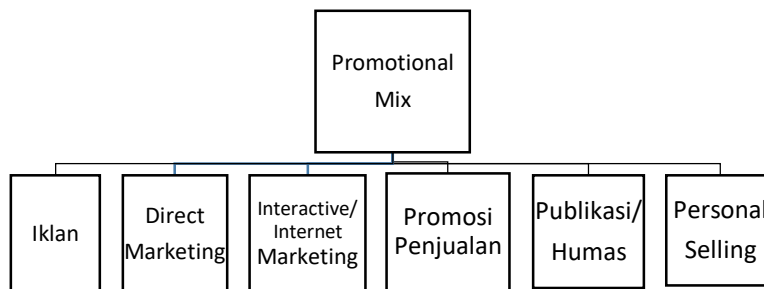 Promotional
Mix
Iklan
Direct
Marketing
Interactive/
Internet
Marketing
Promosi
Penjualan
Publikasi/
Humas
Personal
Selling